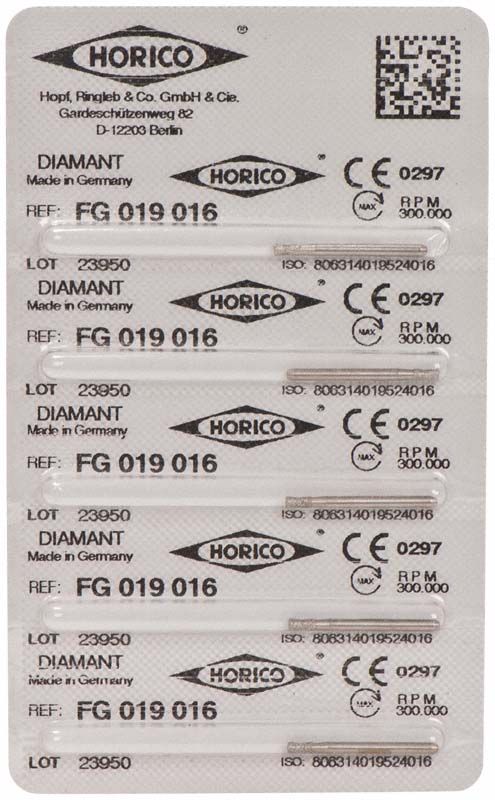 HORICO ®
Hopf, Ringleb & Co. GmbH & Cie.
Gardeschützenweg 82
D-12203 Berlin
DIAMANT HORICO ® CE 0297
Made in Germany
MAX RPM
REF: FG 019 016 300.000
LOT 23950 ISO: 806314019524016
DIAMANT HORICO ® CE 0297
Made in Germany
MAX RPM
REF: FG 019 016 300.000
LOT 23950 ISO: 806314019524016
DIAMANT HORICO ® CE 0297
Made in Germany
MAX RPM
REF: FG 019 016 300.000
LOT 23950 ISO: 806314019524016
DIAMANT HORICO ® CE 0297
Made in Germany
MAX RPM
REF: FG 019 016 300.000
LOT 23950 ISO: 806314019524016
DIAMANT HORICO ® CE 0297
Made in Germany
MAX RPM
REF: FG 019 016 300.000
LOT 23950 ISO: 806314019524016